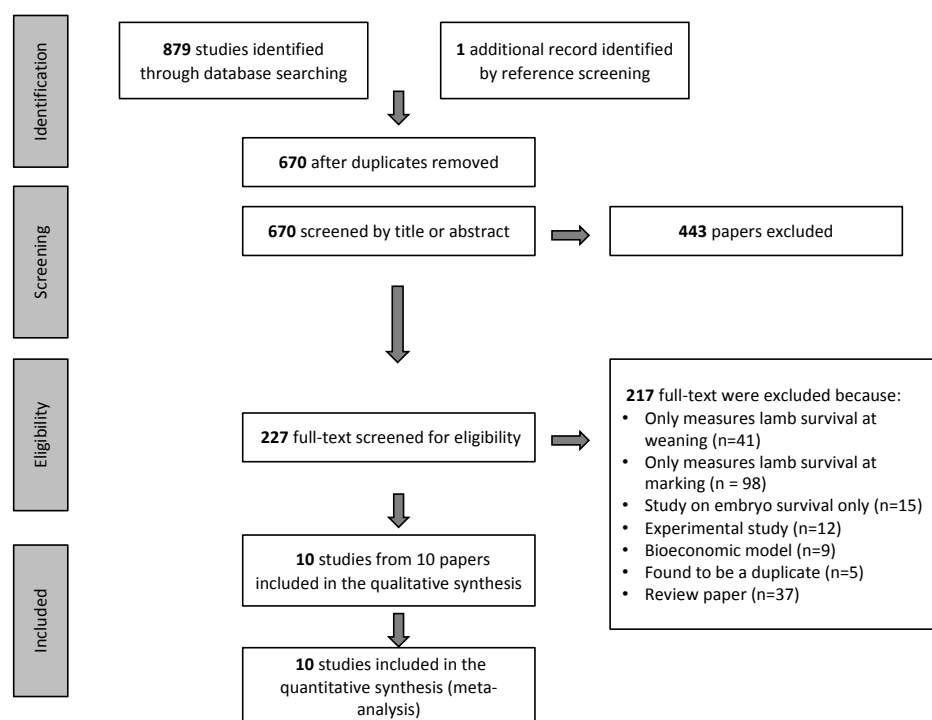 Identification
879 studies identified
through database searching
1 additional record identified
by reference screening
670 after duplicates removed
Screening
670 screened by title or abstract
443 papers excluded
Eligibility
227 full-text screened for eligibility
217 full-text were excluded because:
• Only measures lamb survival at
weaning (n=41)
• Only measures lamb survival at
marking (n = 98)
• Study on embryo survival only (n=15)
• Experimental study (n=12)
• Bioeconomic model (n=9)
• Found to be a duplicate (n=5)
• Review paper (n=37)
Included
10 studies from 10 papers
included in the qualitative synthesis
10 studies included in the
quantitative synthesis (meta-
analysis)